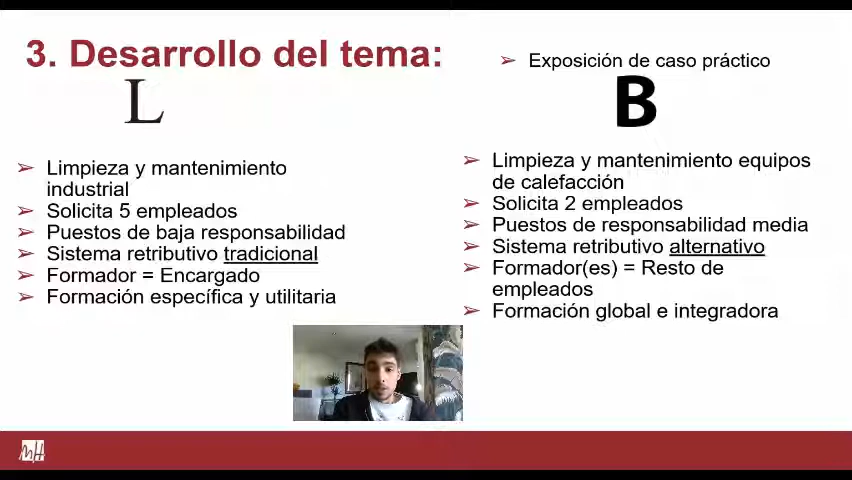 3. Desarrollo del tema:
➢ Exposición de caso práctico
L
➢ Limpieza y mantenimiento
industrial
➢ Solicita 5 empleados
➢ Puestos de baja responsabilidad
➢ Sistema retributivo tradicional
➢ Formador = Encargado
➢ Formación específica y utilitaria
B
➢ Limpieza y mantenimiento equipos
de calefacción
➢ Solicita 2 empleados
➢ Puestos de responsabilidad media
➢ Sistema retributivo alternativo
➢ Formador(es) = Resto de
empleados
➢ Formación global e integradora